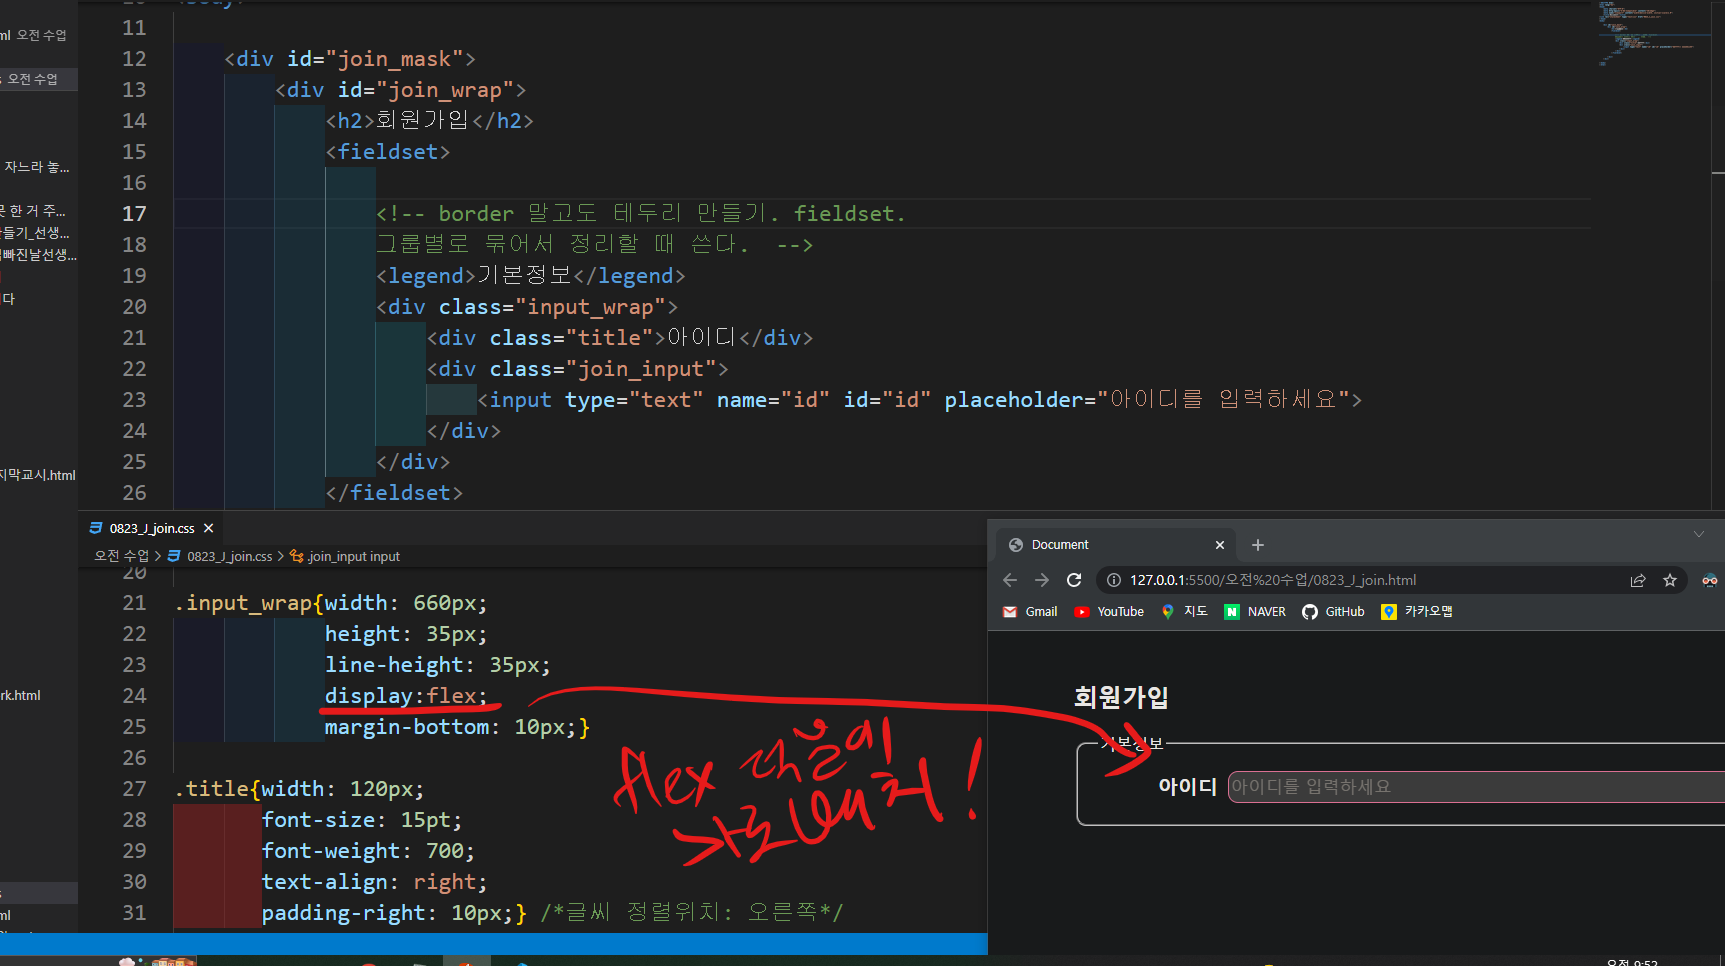 ml 오전 수업
오전 수업
자느라 놓...
한 거 주...
들기_선생...
빠진날선생...
다
지막교시.html
rk.html
ml
11
12 <div id="join_mask">
13 <div id="join_wrap">
14 <h2>회원가입</h2>
15 <fieldset>
16
17 <!-- border 말고도 테두리 만들기. fieldset.
18 그룹별로 묶어서 정리할 때 쓴다.  -->
19 <legend>기본정보</legend>
20 <div class="input_wrap">
21 <div class="title">아이디</div>
22 <div class="join_input">
23 <input type="text" name="id" id="id" placeholder="아이디를 입력하세요">
24 </div>
25 </div>
26 </fieldset>
0823_J_join.css
오전 수업 > 0823_J_join.css > .join_input input
20
21 .input_wrap{width: 660px;
22 height: 35px;
23 line-height: 35px;
24 display:flex;
25 margin-bottom: 10px;}
26
27 .title{width: 120px;
28 font-size: 15pt;
29 font-weight: 700;
30 text-align: right;
31 padding-right: 10px;} /*글씨 정렬위치: 오른쪽*/
flex
가로배치!
Document
127.0.0.1:5500/오전%20수업/0823_J_join.html
Gmail YouTube 지도 NAVER GitHub 카카오맵
회원가입
기본정보
아이디 아이디를 입력하세요
오전 9:52